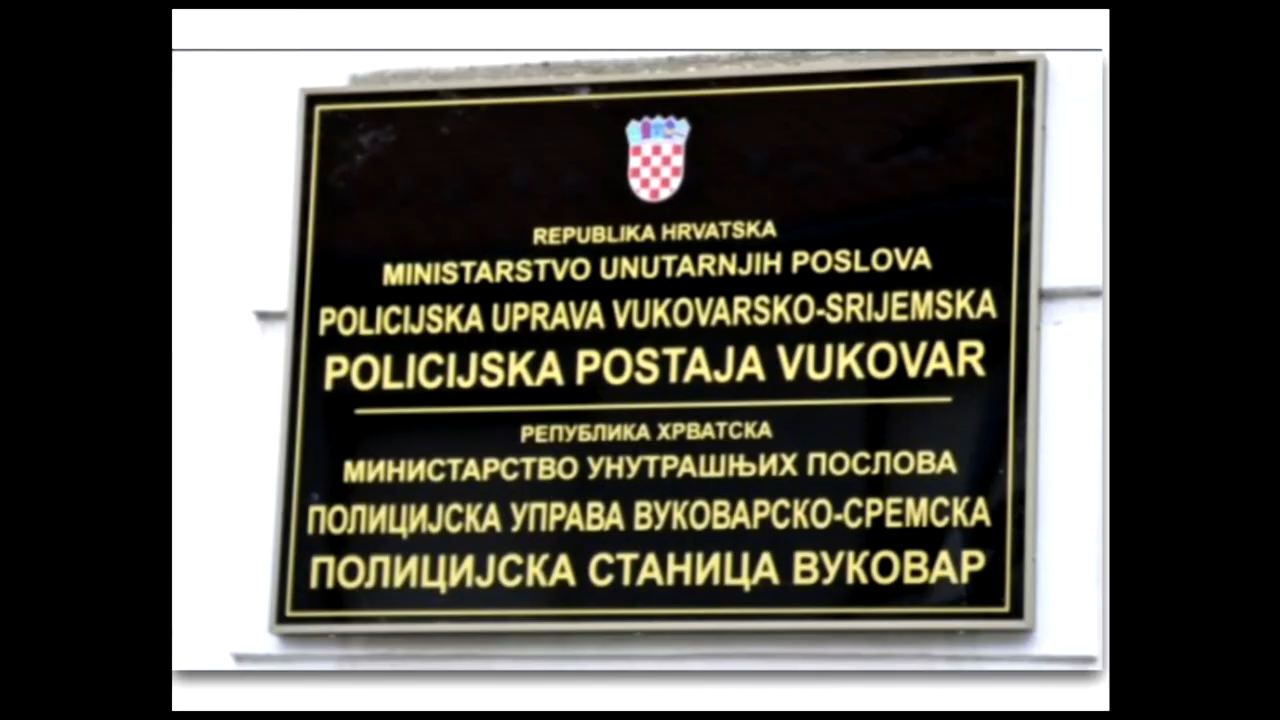 REPUBLIKA HRVATSKA
MINISTARSTVO UNUTARNJIH POSLOVA
POLICIJSKA UPRAVA VUKOVARSKO-SRIJEMSKA
POLICIJSKA POSTAJA VUKOVAR
РЕПУБЛИКА ХРВАТСКА
МИНИСТАРСТВО УНУТРАШЊИХ ПОСЛОВА
ПОЛИЦИЈСКА УПРАВА ВУКОВАРСКО-СРЕМСКА
ПОЛИЦИЈСКА СТАНИЦА ВУКОВАР